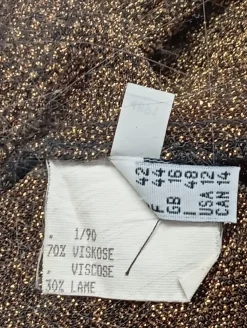 42
F 44
GB 16
I 48
USA 12
CAN 14
1/90
70% VISKOSE
. VISCOSE
30% LAME